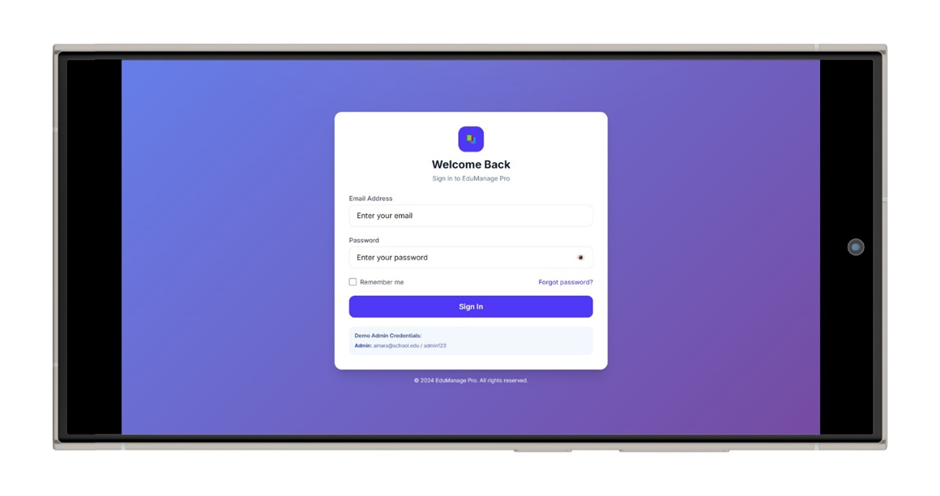 Welcome Back
Sign in to EduManage Pro
Email Address
Enter your email
Password
Enter your password
Remember me
Forgot password?
Sign In
Demo Admin Credentials:
Admin: amara@school.edu / admin123
© 2024 EduManage Pro. All rights reserved.